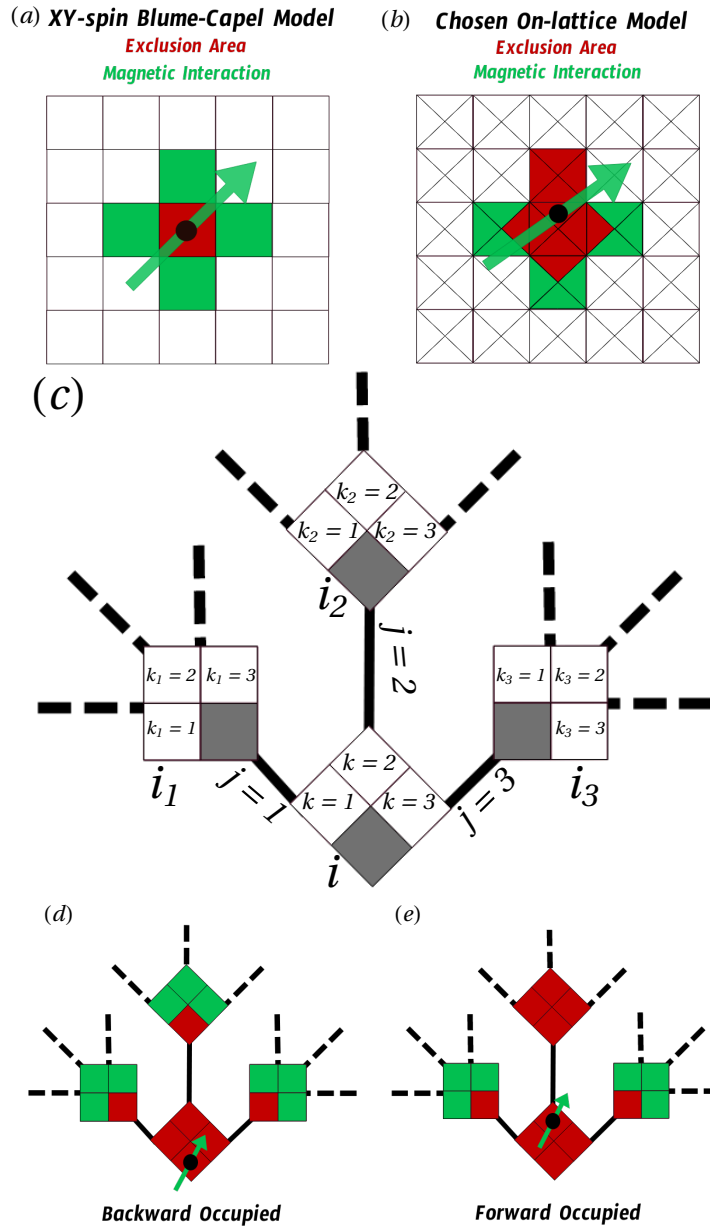 (a) XY-spin Blume-Capel Model
Exclusion Area
Magnetic Interaction
(b) Chosen On-lattice Model
Exclusion Area
Magnetic Interaction
(c)
k₂ = 2
k₂ = 1
k₂ = 3
i₂
j = 2
k₁ = 2
k₁ = 3
k₁ = 1
i₁
j = 1
k₃ = 1
k₃ = 2
k₃ = 3
i₃
j = 3
k = 2
k = 1
k = 3
i
(d)
Backward Occupied
(e)
Forward Occupied